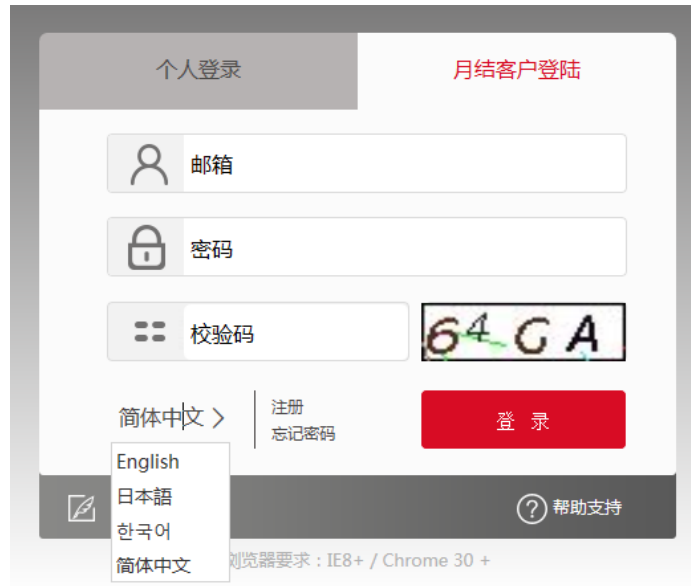 个人登录
月结客户登陆
邮箱
密码
校验码
64GA
简体中文
注册
忘记密码
登 录
English
日本語
한국어
简体中文
帮助支持
浏览器要求：IE8+ / Chrome 30 +